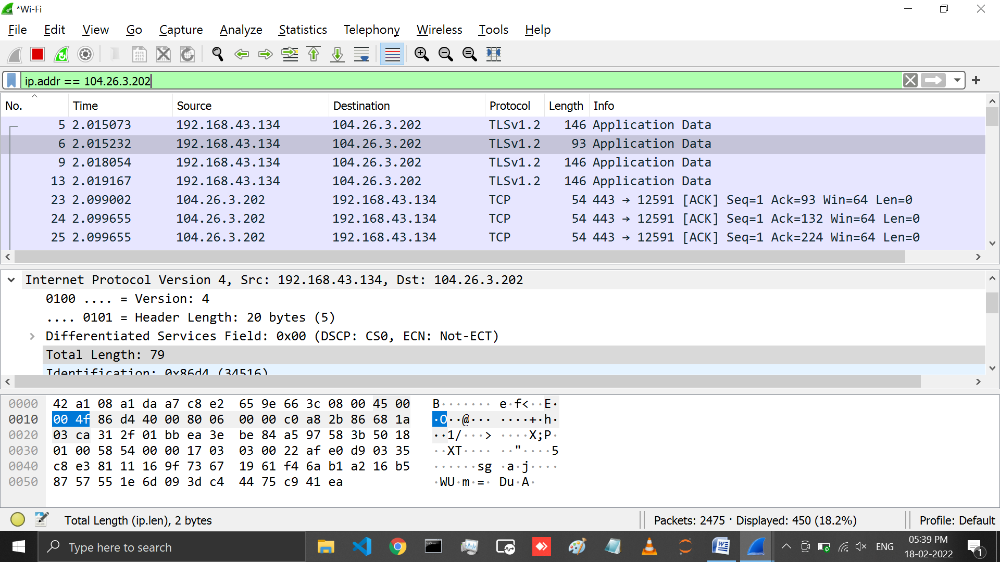 *Wi-Fi
File Edit View Go Capture Analyze Statistics Telephony Wireless Tools Help
ip.addr == 104.26.3.202
No. Time Source Destination Protocol Length Info
5 2.015073 192.168.43.134 104.26.3.202 TLSv1.2 146 Application Data
6 2.015232 192.168.43.134 104.26.3.202 TLSv1.2 93 Application Data
9 2.018054 192.168.43.134 104.26.3.202 TLSv1.2 146 Application Data
13 2.019167 192.168.43.134 104.26.3.202 TLSv1.2 146 Application Data
23 2.099002 104.26.3.202 192.168.43.134 TCP 54 443 → 12591 [ACK] Seq=1 Ack=93 Win=64 Len=0
24 2.099655 104.26.3.202 192.168.43.134 TCP 54 443 → 12591 [ACK] Seq=1 Ack=132 Win=64 Len=0
25 2.099655 104.26.3.202 192.168.43.134 TCP 54 443 → 12591 [ACK] Seq=1 Ack=224 Win=64 Len=0
Internet Protocol Version 4, Src: 192.168.43.134, Dst: 104.26.3.202
0100 .... = Version: 4
.... 0101 = Header Length: 20 bytes (5)
Differentiated Services Field: 0x00 (DSCP: CS0, ECN: Not-ECT)
Total Length: 79
Identification: 0x86d4 (34516)
0000 42 a1 08 a1 da a7 c8 e2 65 9e 66 3c 08 00 45 00 B······· e·f<··E·
0010 00 4f 86 d4 40 00 80 06 00 00 c0 a8 2b 86 68 1a ·O··@··· ····+·h·
0020 03 ca 31 2f 01 bb ea 3e be 84 a5 97 58 3b 50 18 ··1/···> ····X;P·
0030 01 00 58 54 00 00 17 03 03 00 22 af e0 d9 03 35 ··XT···· ··"····5
0040 c8 e3 81 11 16 9f 73 67 19 61 f4 6a b1 a2 16 b5 ······sg ·a·j····
0050 87 57 55 1e 6d 09 3d c4 44 75 c9 41 ea ·WU·m·=· Du·A·
Total Length (ip.len), 2 bytes Packets: 2475 · Displayed: 450 (18.2%) Profile: Default
Type here to search ENG 05:39 PM
18-02-2022 1